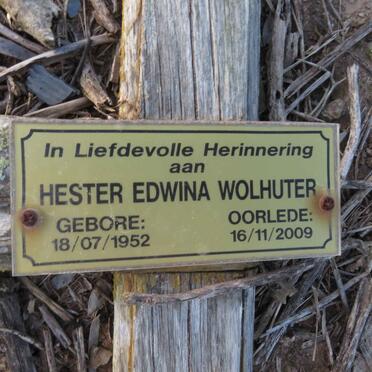 In Liefdevolle Herinnering
aan
HESTER EDWINA WOLHUTER
GEBORE: OORLEDE:
18/07/1952 16/11/2009